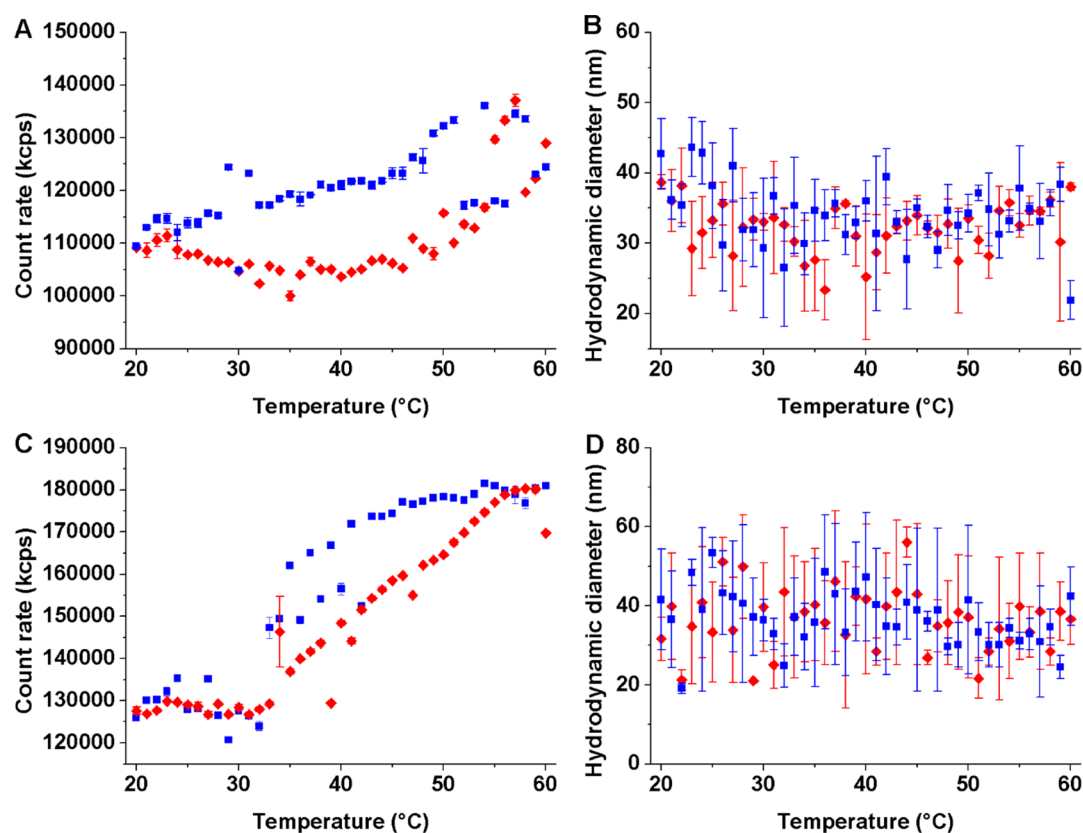 A
Count rate (kcps)
150000
140000
130000
120000
110000
100000
90000
20 30 40 50 60
Temperature (°C)
B
Hydrodynamic diameter (nm)
60
50
40
30
20
20 30 40 50 60
Temperature (°C)
C
Count rate (kcps)
190000
180000
170000
160000
150000
140000
130000
120000
20 30 40 50 60
Temperature (°C)
D
Hydrodynamic diameter (nm)
80
60
40
20
0
20 30 40 50 60
Temperature (°C)